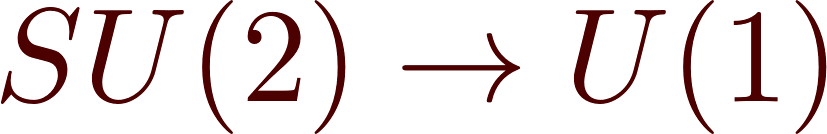 SU(2) → U(1)